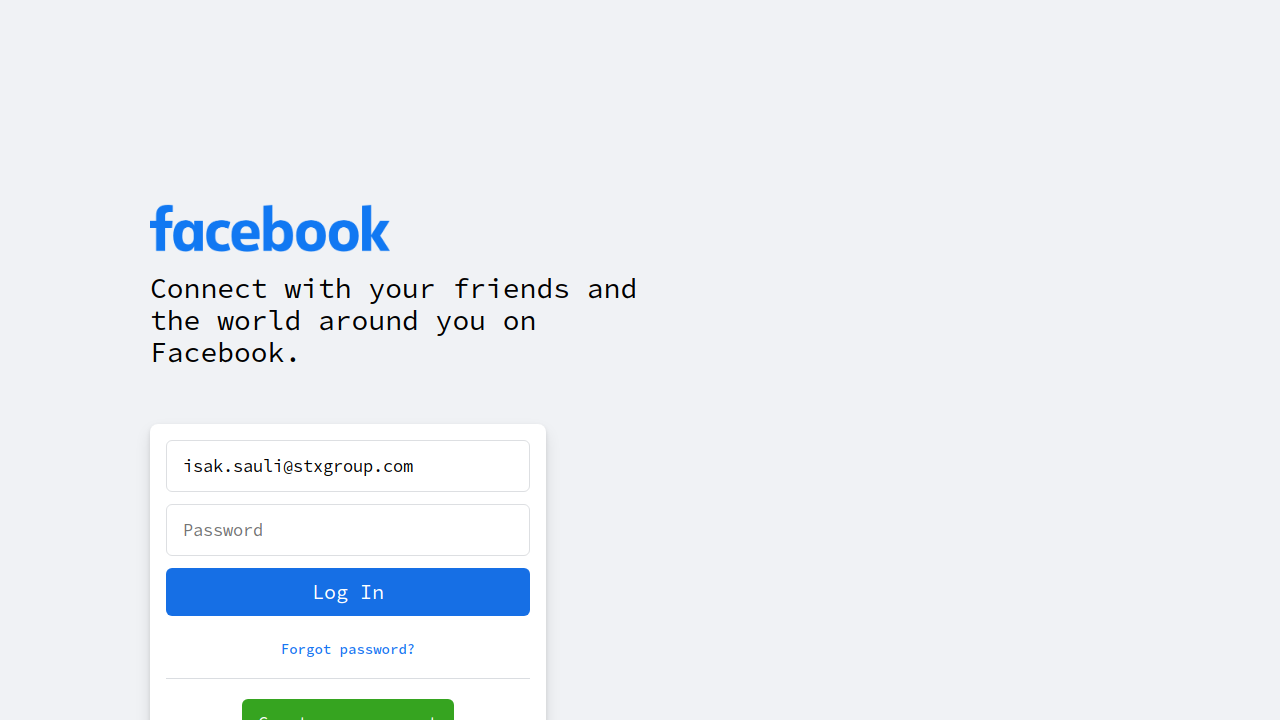 facebook
Connect with your friends and
the world around you on
Facebook.
isak.sauli@stxgroup.com
Password
Log In
Forgot password?